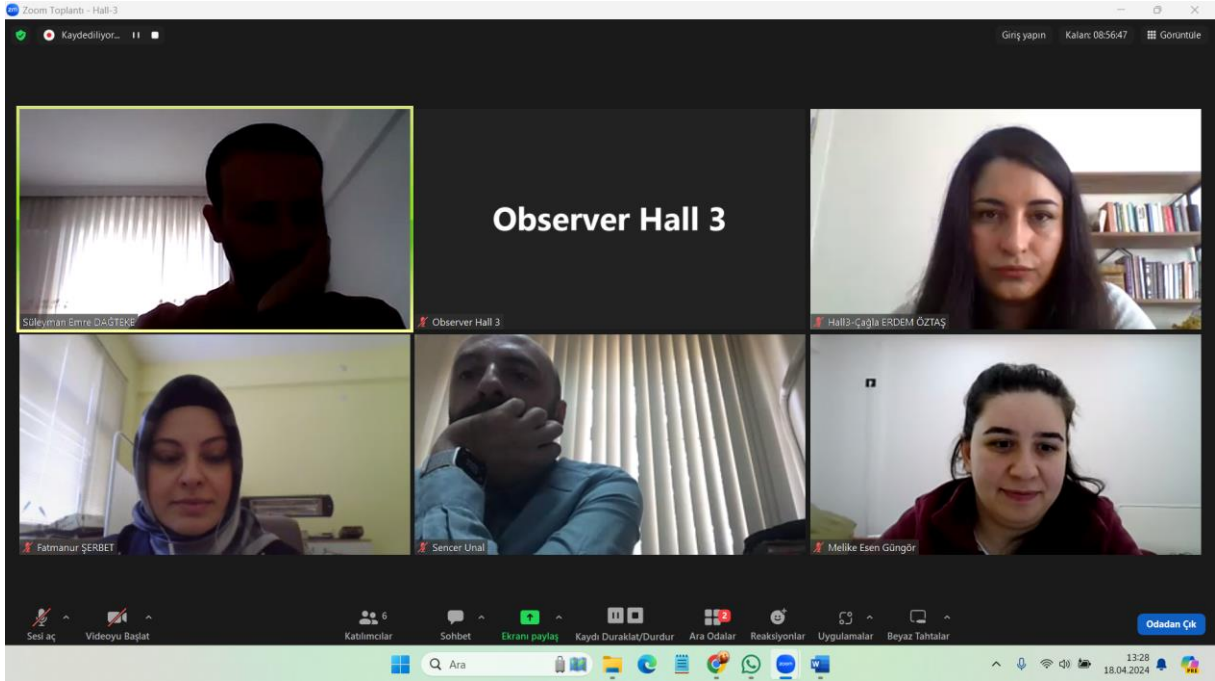 Zoom Toplantı - Hall-3
Kaydediliyor...
Giriş yapın
Kalan: 08:56:47
Görüntüle
Observer Hall 3
Süleyman Emre DAĞTEKE
Observer Hall 3
Hall3-Çağla ERDEM ÖZTAŞ
Fatmanur ŞERBET
Sencer Unal
Melike Esen Güngör
Sesi aç
Videoyu Başlat
6
Katılımcılar
Sohbet
Ekranı paylaş
Kaydı Duraklat/Durdur
2
Ara Odalar
Reaksiyonlar
Uygulamalar
Beyaz Tahtalar
Odadan Çık
Ara
13:28
18.04.2024